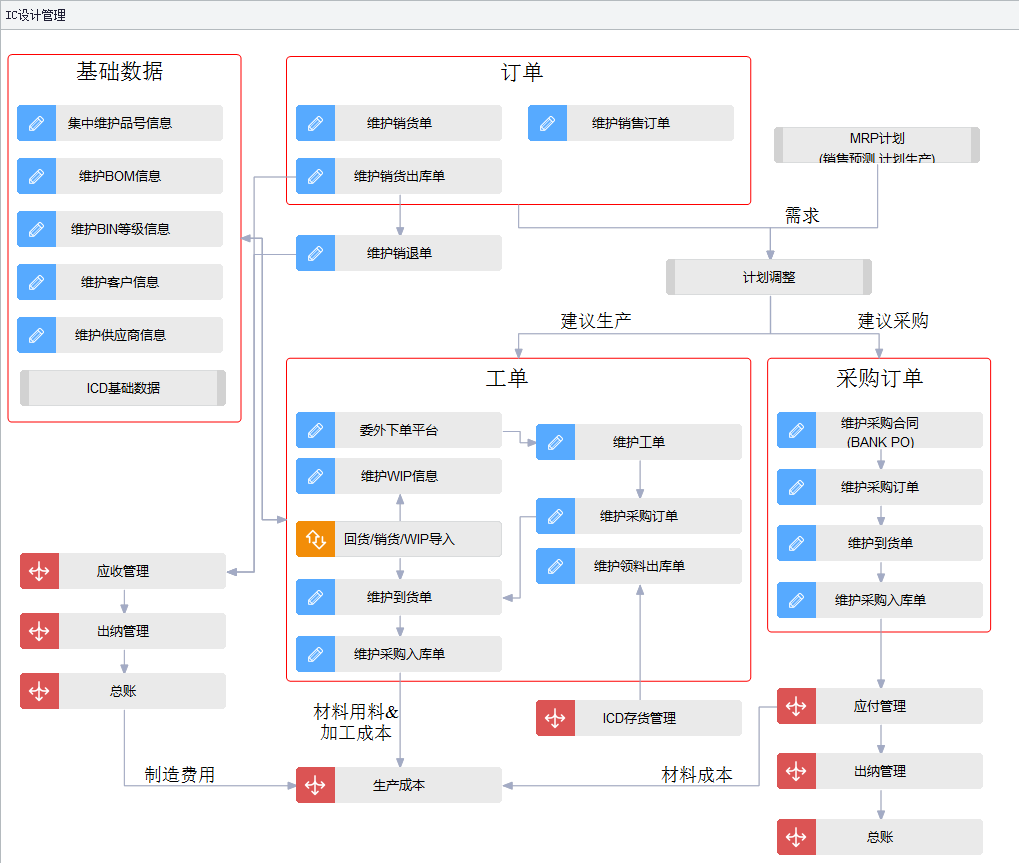 IC设计管理
基础数据
集中维护品号信息
维护BOM信息
维护BIN等级信息
维护客户信息
维护供应商信息
ICD基础数据
订单
维护销货单
维护销售订单
维护销货出库单
维护销退单
MRP计划
(销售预测,计划生产)
需求
计划调整
建议生产
建议采购
工单
委外下单平台
维护WIP信息
回货/销货/WIP导入
维护到货单
维护采购入库单
维护工单
维护采购订单
维护领料出库单
采购订单
维护采购合同
(BANK PO)
维护采购订单
维护到货单
维护采购入库单
应收管理
出纳管理
总账
材料用料&
加工成本
ICD存货管理
制造费用
生产成本
材料成本
应付管理
出纳管理
总账